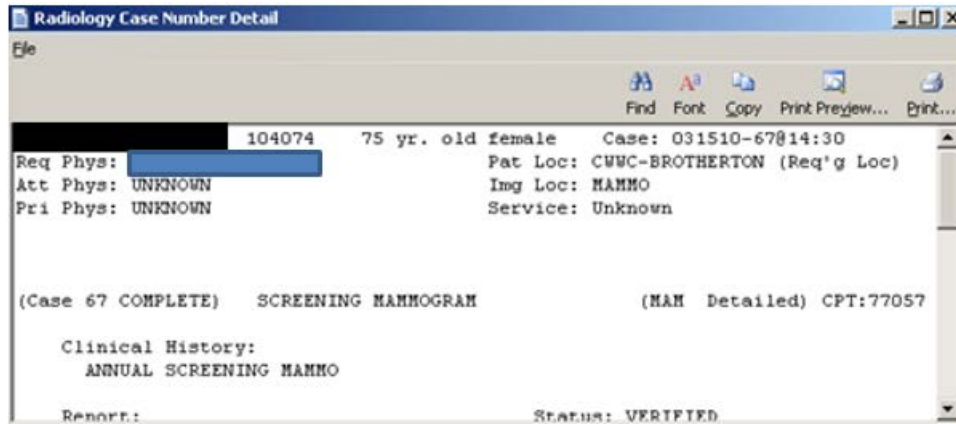 Radiology Case Number Detail
File
Find Font Copy Print Preview... Print...
104074 75 yr. old female Case: 031510-67@14:30
Req Phys: Pat Loc: CWWC-BROTHERTON (Req'g Loc)
Att Phys: UNKNOWN Img Loc: MAMMO
Pri Phys: UNKNOWN Service: Unknown
(Case 67 COMPLETE) SCREENING MAMMOGRAM (MAM Detailed) CPT:77057
Clinical History:
ANNUAL SCREENING MAMMO
Report: Status: VERIFIED